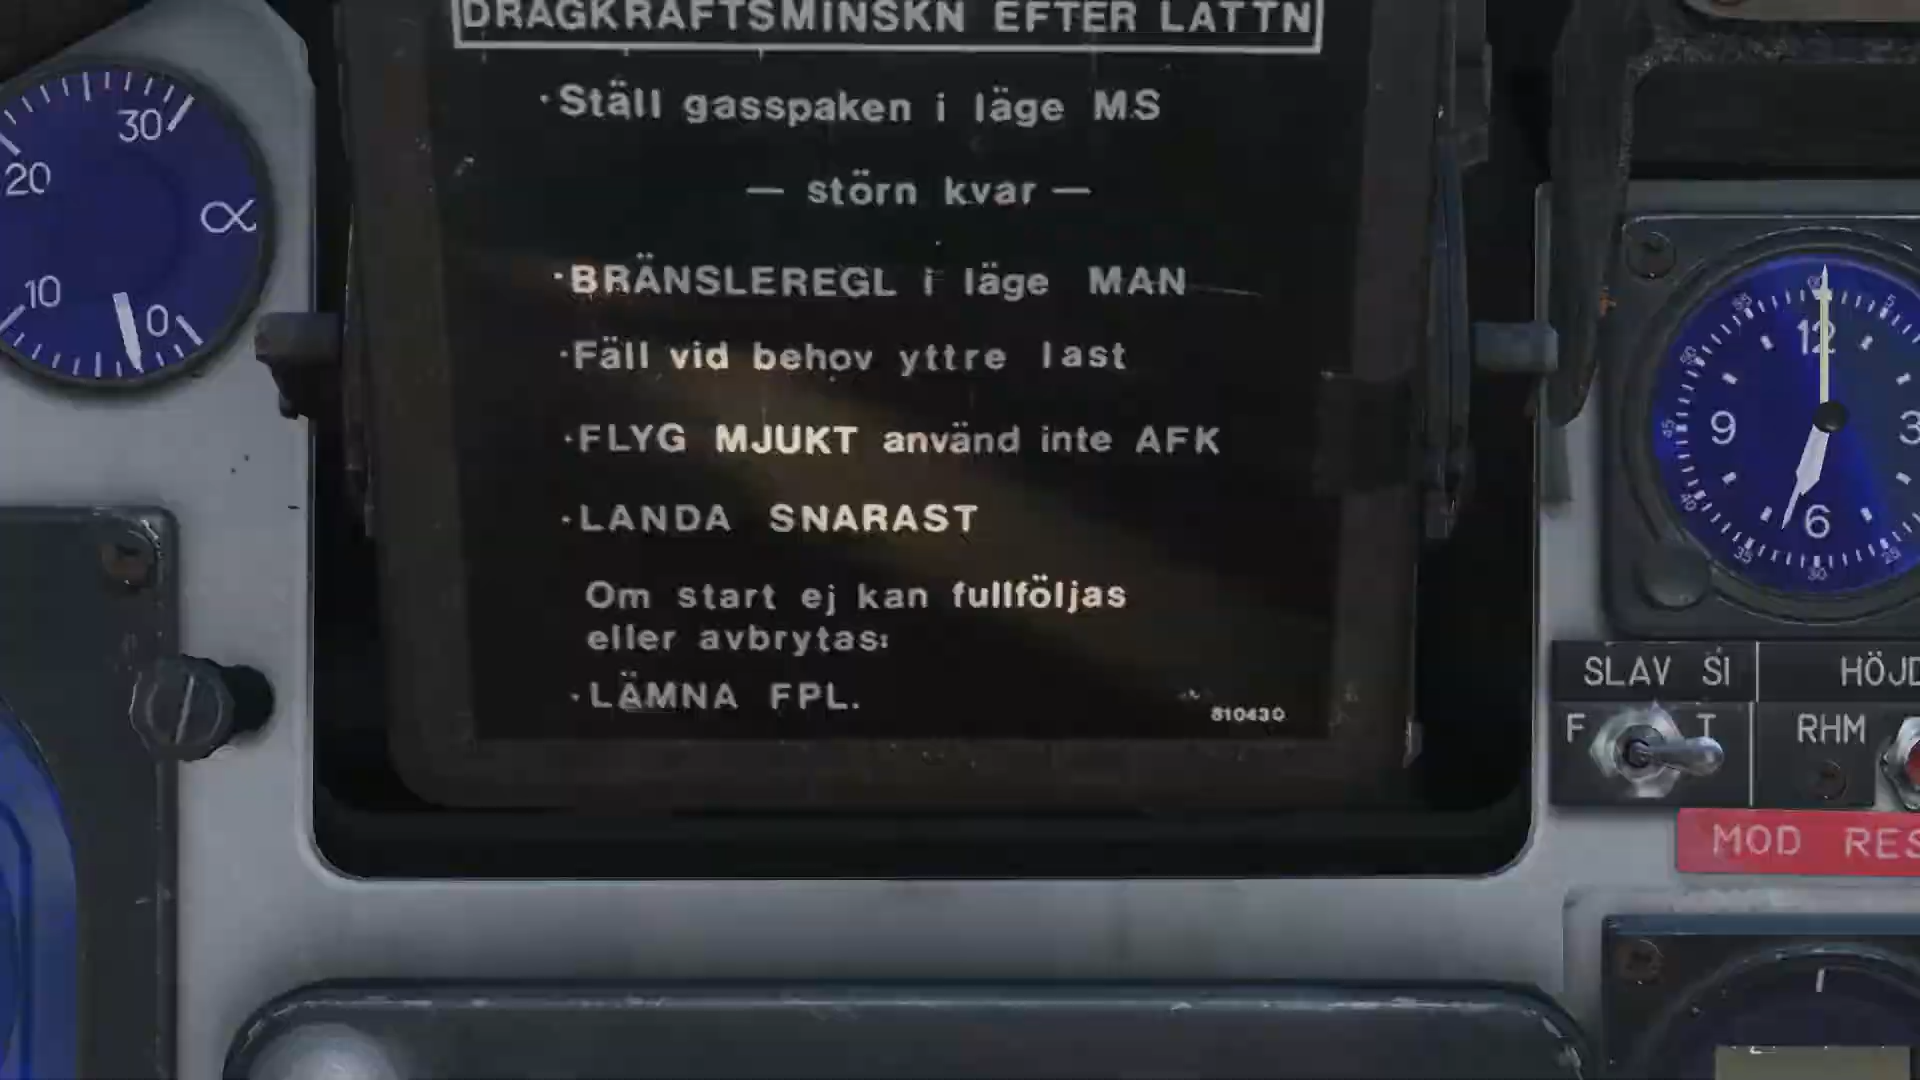 DRAGKRAFTSMINSKN EFTER LÄTTN
·Ställ gasspaken i läge MS
— störn kvar —
·BRÄNSLEREGL i läge MAN
·Fäll vid behov yttre last
·FLYG MJUKT använd inte AFK
·LANDA SNARAST
Om start ej kan fullföljas
eller avbrytas:
·LÄMNA FPL.
810430
30
20
α
10
0
12
9
3
6
SLAV SI
F T
HÖJD
RHM
MOD RES